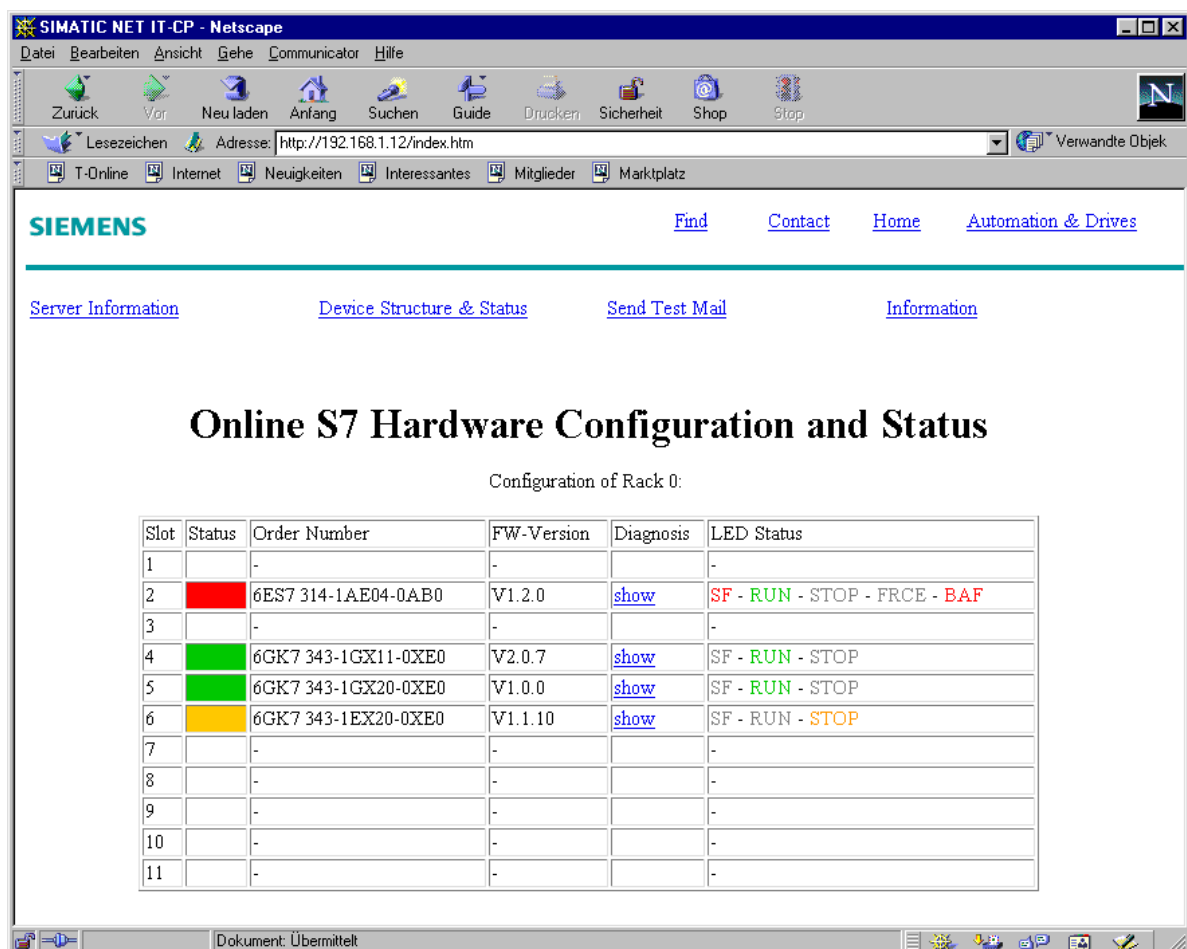 SIMATIC NET IT-CP - Netscape
Datei Bearbeiten Ansicht Gehe Communicator Hilfe
Zurück Vor Neu laden Anfang Suchen Guide Drucken Sicherheit Shop Stop
N
Lesezeichen Adresse: http://192.168.1.12/index.htm Verwandte Objek
T-Online Internet Neuigkeiten Interessantes Mitglieder Marktplatz
SIEMENS Find Contact Home Automation & Drives
Server Information Device Structure & Status Send Test Mail Information
Online S7 Hardware Configuration and Status
Configuration of Rack 0:
Slot Status Order Number FW-Version Diagnosis LED Status
1 - - -
2 6ES7 314-1AE04-0AB0 V1.2.0 show SF - RUN - STOP - FRCE - BAF
3 - - -
4 6GK7 343-1GX11-0XE0 V2.0.7 show SF - RUN - STOP
5 6GK7 343-1GX20-0XE0 V1.0.0 show SF - RUN - STOP
6 6GK7 343-1EX20-0XE0 V1.1.10 show SF - RUN - STOP
7 - - -
8 - - -
9 - - -
10 - - -
11 - - -
Dokument: Übermittelt